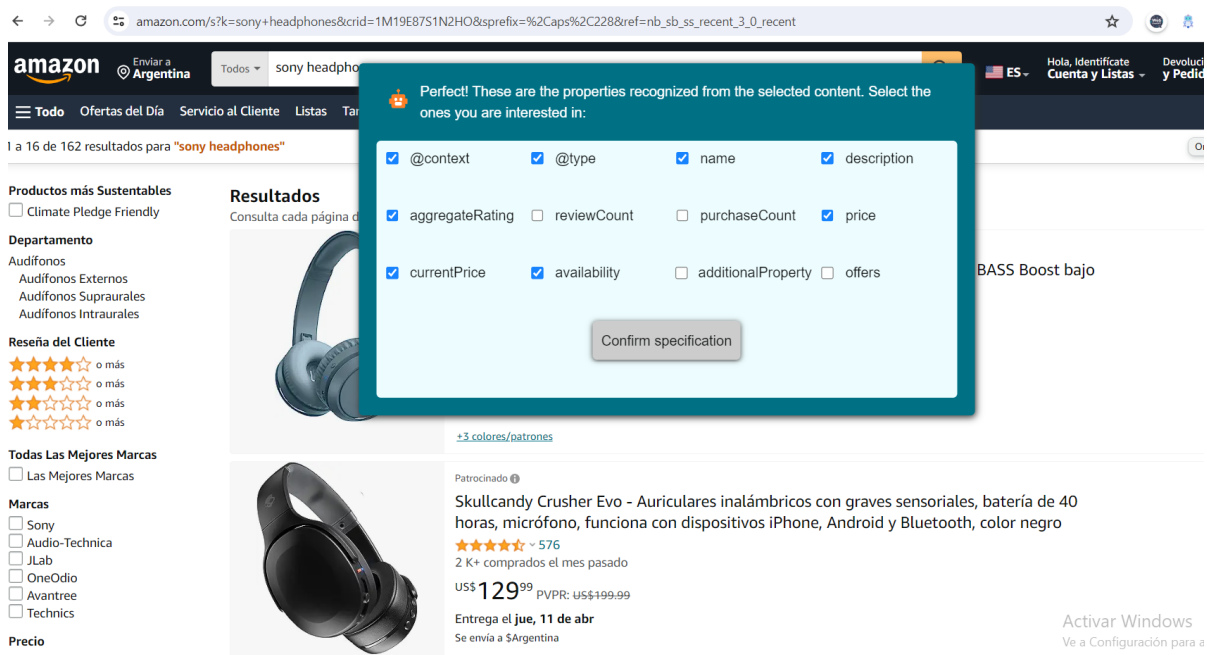 amazon.com/s?k=sony+headphones&crid=1M19E87S1N2HO&sprefix=%2Caps%2C228&ref=nb_sb_ss_recent_3_0_recent
amazon
Enviar a
Argentina
Todos
sony headpho
ES
Hola, Identifícate
Cuenta y Listas
Devoluci
y Pedid
Todo Ofertas del Día Servicio al Cliente Listas Tar
1 a 16 de 162 resultados para "sony headphones"
Or
Perfect! These are the properties recognized from the selected content. Select the
ones you are interested in:
@context @type name description
aggregateRating reviewCount purchaseCount price
currentPrice availability additionalProperty offers
Confirm specification
Productos más Sustentables
Climate Pledge Friendly
Departamento
Audífonos
Audífonos Externos
Audífonos Supraurales
Audífonos Intraurales
Reseña del Cliente
o más
o más
o más
o más
Todas Las Mejores Marcas
Las Mejores Marcas
Marcas
Sony
Audio-Technica
JLab
OneOdio
Avantree
Technics
Precio
Resultados
Consulta cada página d
BASS Boost bajo
+3 colores/patrones
Patrocinado
Skullcandy Crusher Evo - Auriculares inalámbricos con graves sensoriales, batería de 40
horas, micrófono, funciona con dispositivos iPhone, Android y Bluetooth, color negro
576
2 K+ comprados el mes pasado
US$129⁹⁹ PVPR: US$199.99
Entrega el jue, 11 de abr
Se envía a $Argentina
Activar Windows
Ve a Configuración para a